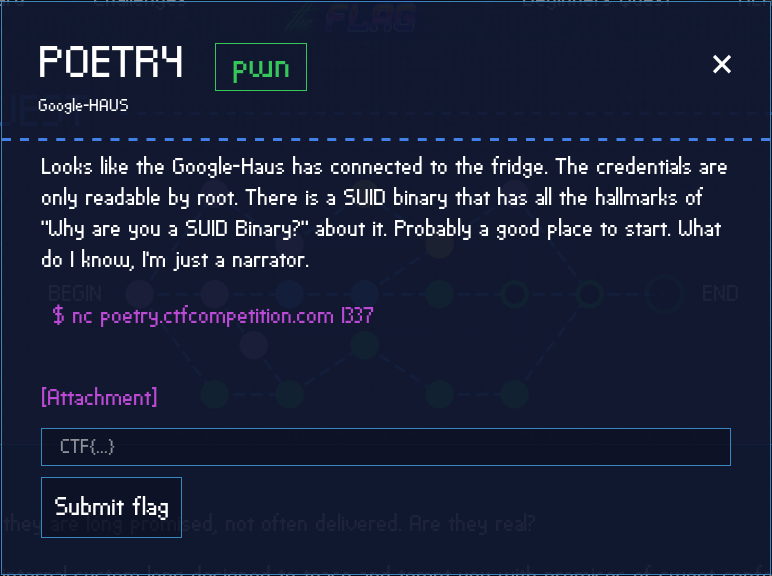 FLAG
POETRY
pwn
×
Google-HAUS
Looks like the Google-Haus has connected to the fridge. The credentials are
only readable by root. There is a SUID binary that has all the hallmarks of
"Why are you a SUID Binary?" about it. Probably a good place to start. What
do I know, I'm just a narrator.
BEGIN
END
$ nc poetry.ctfcompetition.com 1337
[Attachment]
CTF{...}
Submit flag
they are long promised, not often delivered. Are they real?